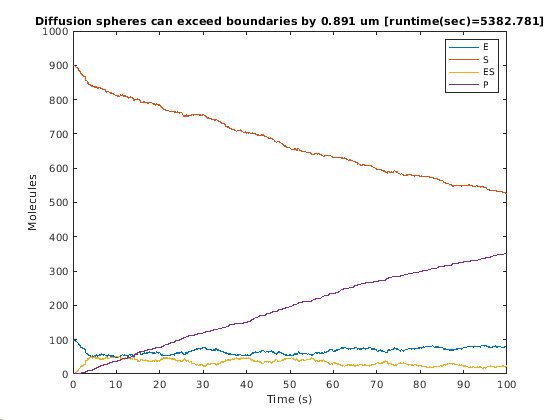 Diffusion spheres can exceed boundaries by 0.891 um [runtime(sec)=5382.781]
1000
900
800
700
600
500
400
300
200
100
0
Molecules
E
S
ES
P
0 10 20 30 40 50 60 70 80 90 100
Time (s)